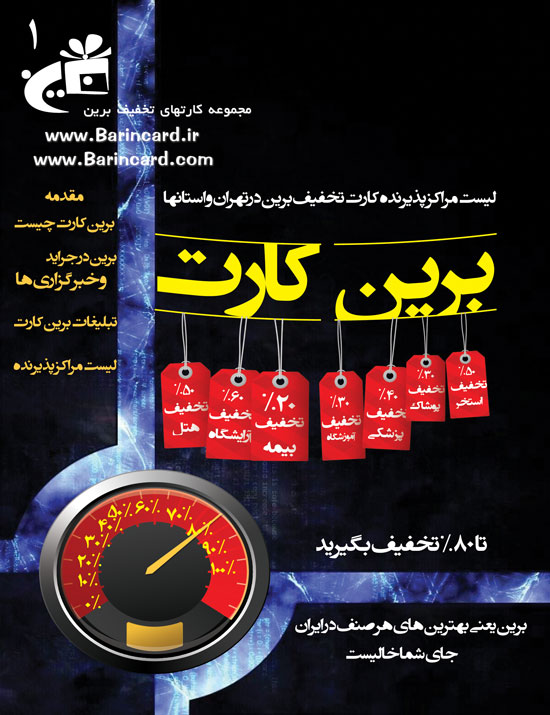 ۱
برین
مجموعه کارتهای تخفیف برین
www.Barincard.ir
www.Barincard.com
لیست مراکز پذیرنده کارت تخفیف برین در تهران و استانها
مقدمه
برین کارت چیست
برین در جراید
و خبرگزاری ها
تبلیغات برین کارت
لیست مراکز پذیرنده
برین کارت
٪۵۰
تخفیف
استخر
٪۳۰
تخفیف
پوشاک
٪۴۰
تخفیف
پزشکی
٪۳۰
تخفیف
آموزشگاه
٪۲۰
تخفیف
بیمه
٪۶۰
تخفیف
آرایشگاه
٪۵۰
تخفیف
هتل
۰٪
۱۰٪
۲۰٪
۳۰٪
۴۰٪
۵۰٪
۶۰٪
۷۰٪
۸۰٪
۹۰٪
۱۰۰٪
تا ۸۰٪ تخفیف بگیرید
برین یعنی بهترین های هر صنف در ایران
جای شما خالیست